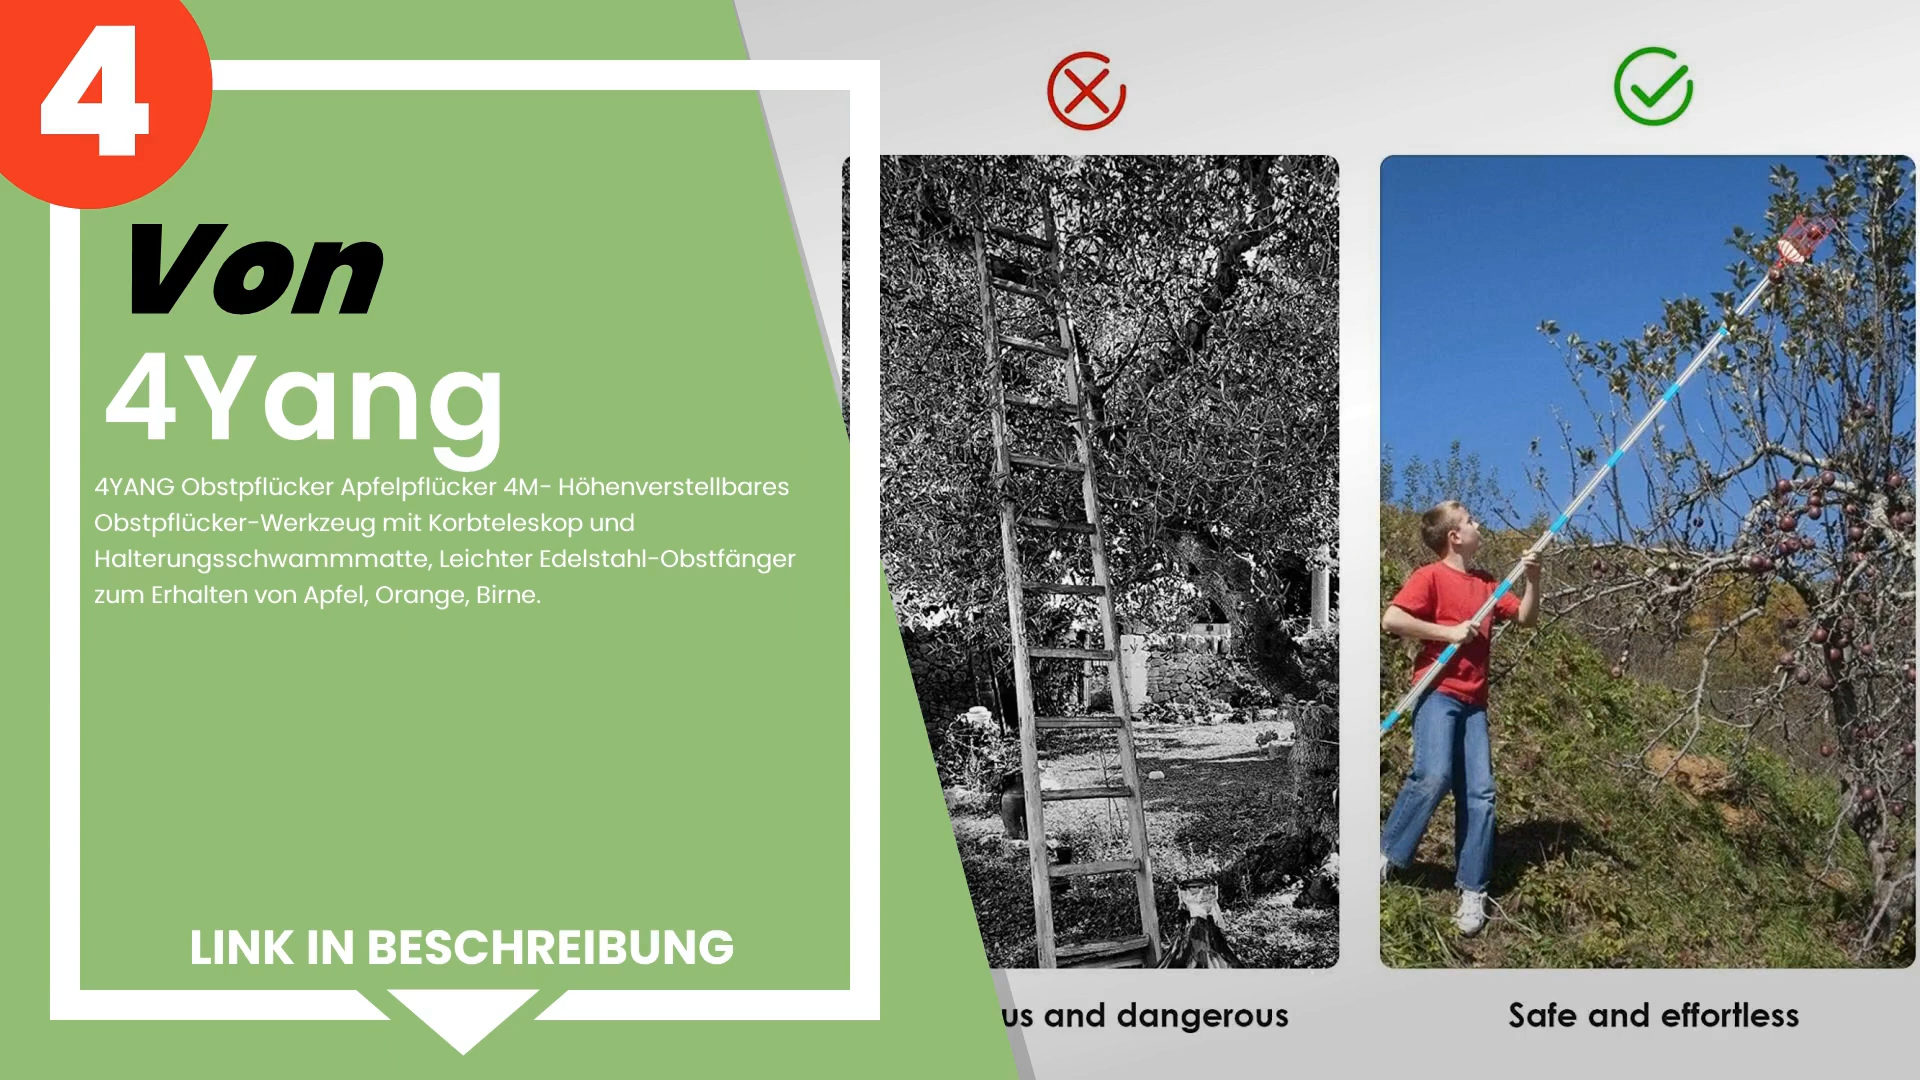 4
Von
4Yang
4YANG Obstpflücker Apfelpflücker 4M- Höhenverstellbares
Obstpflücker-Werkzeug mit Korbteleskop und
Halterungsschwammmatte, Leichter Edelstahl-Obstfänger
zum Erhalten von Apfel, Orange, Birne.
LINK IN BESCHREIBUNG
us and dangerous
Safe and effortless